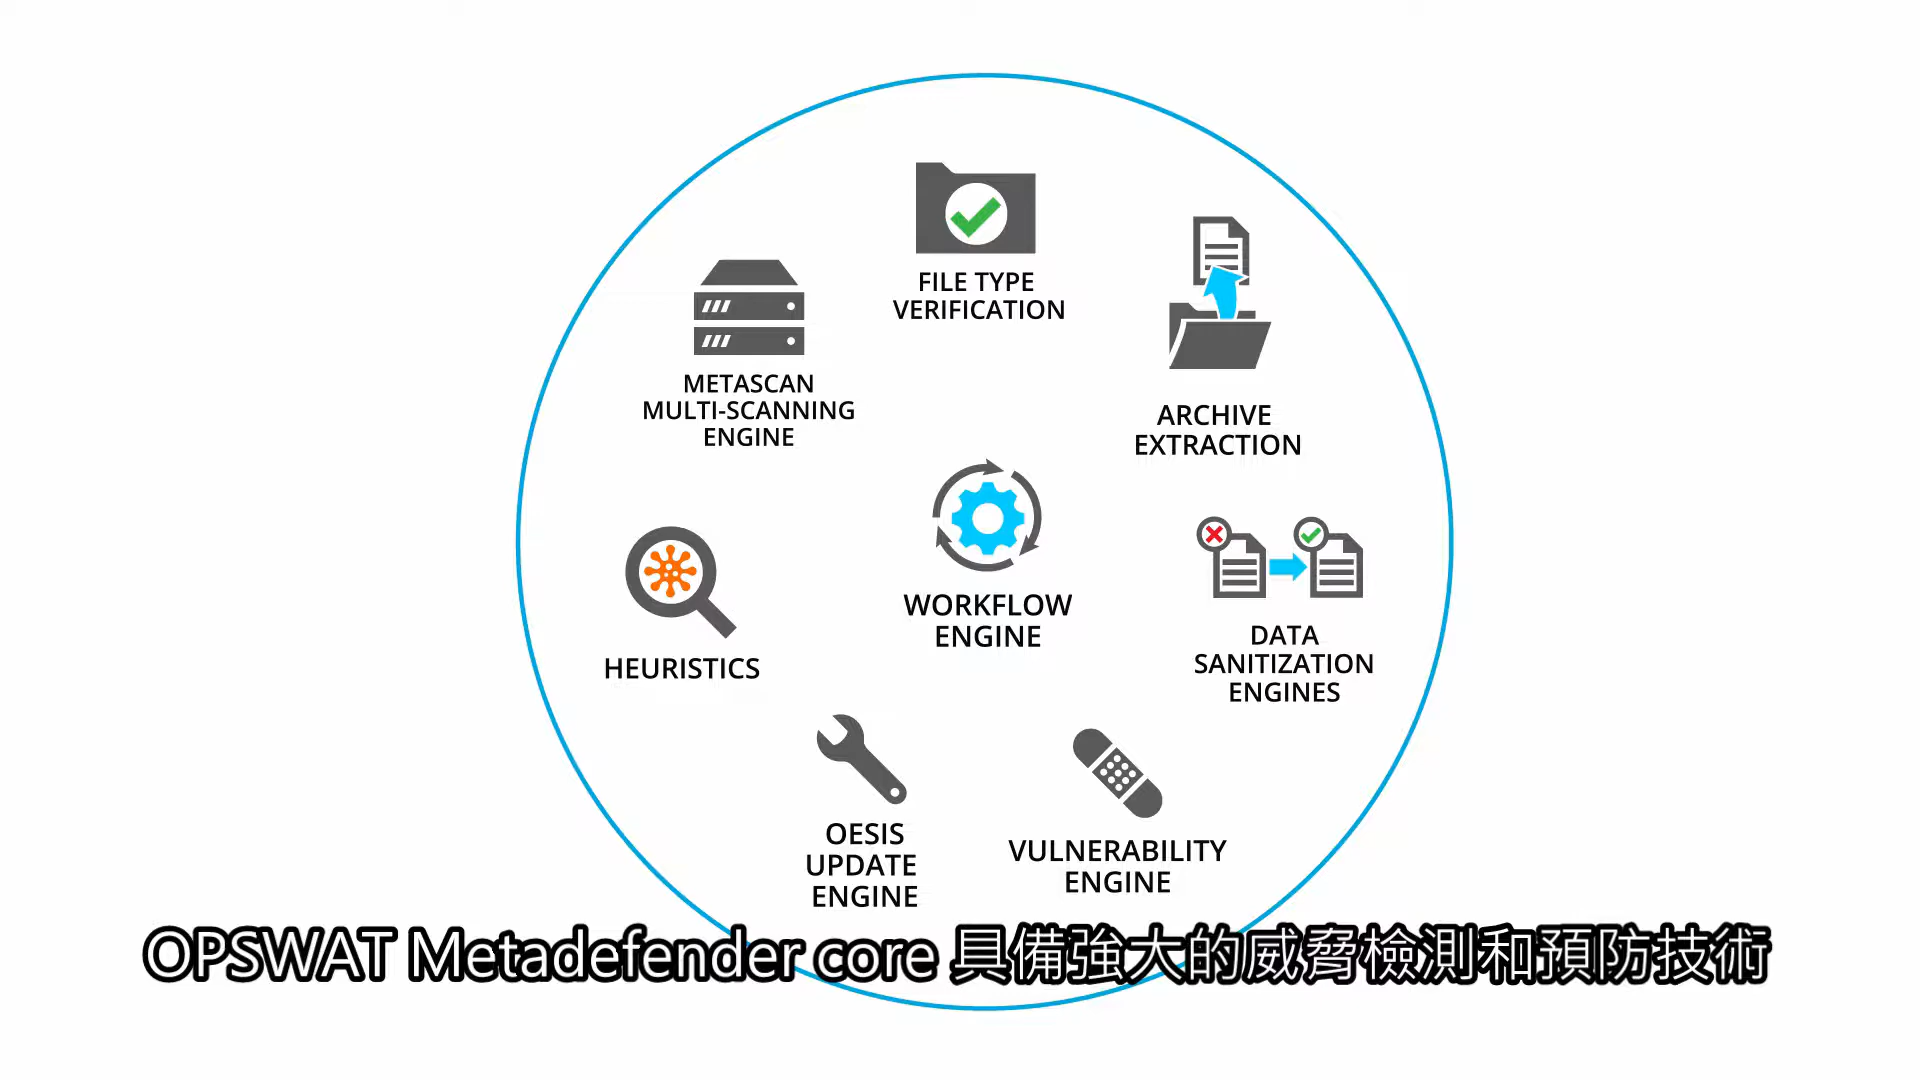 FILE TYPE
VERIFICATION
METASCAN
MULTI-SCANNING
ENGINE
ARCHIVE
EXTRACTION
WORKFLOW
ENGINE
HEURISTICS
DATA
SANITIZATION
ENGINES
OESIS
UPDATE
ENGINE
VULNERABILITY
ENGINE
OPSWAT Metadefender core 具備強大的威脅檢測和預防技術